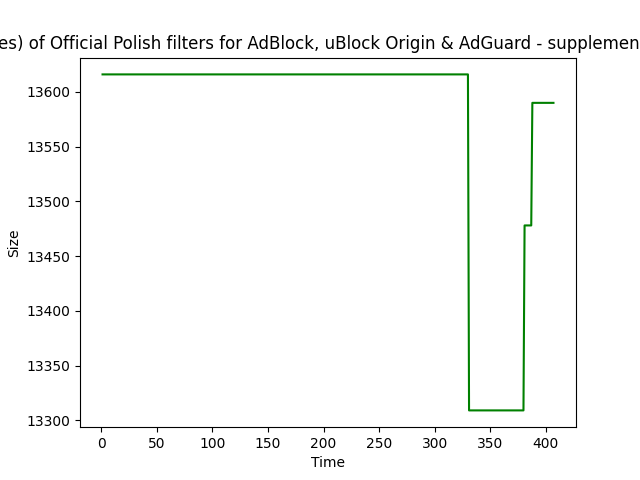 es) of Official Polish filters for AdBlock, uBlock Origin & AdGuard - supplemen
13600
13550
13500
13450
13400
13350
13300
Size
0 50 100 150 200 250 300 350 400
Time